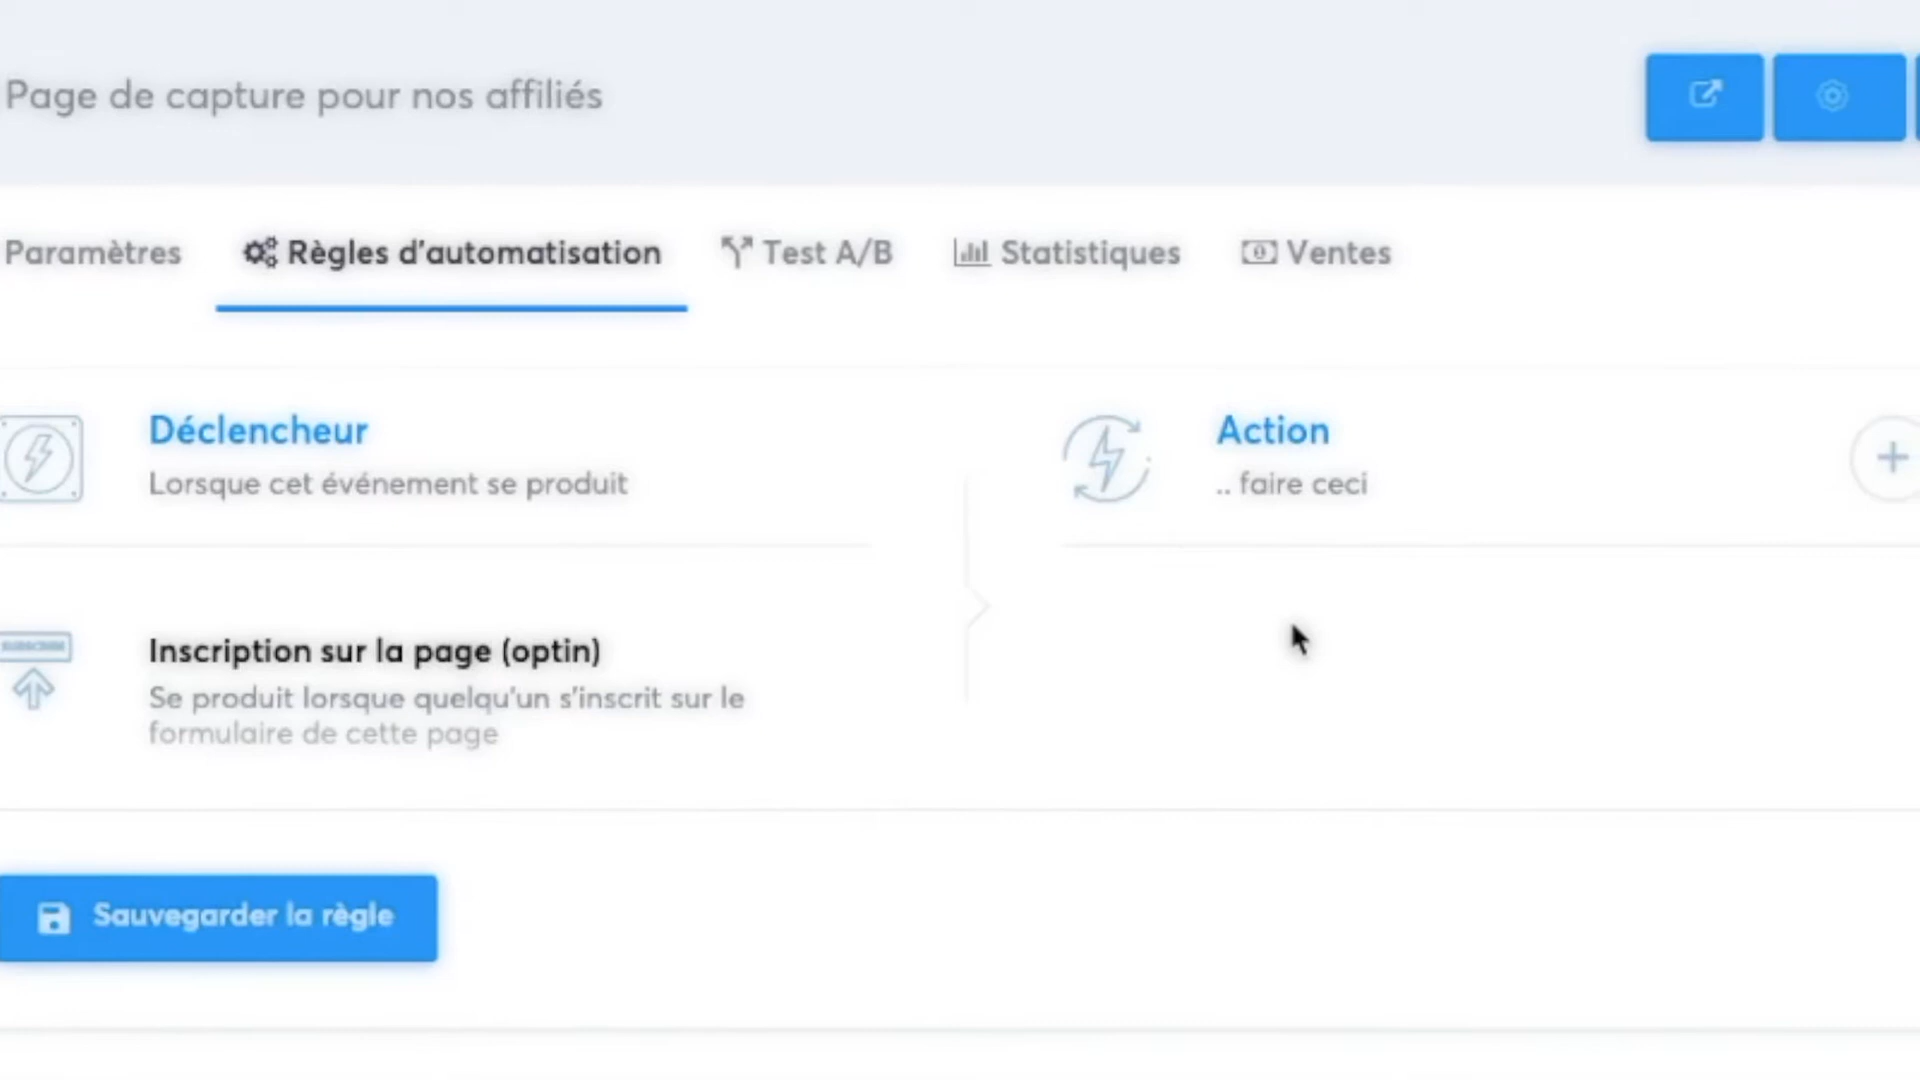 Page de capture pour nos affiliés
Paramètres
Règles d'automatisation
Test A/B
Statistiques
Ventes
Déclencheur
Lorsque cet événement se produit
Action
.. faire ceci
SUBSCRIBE
Inscription sur la page (optin)
Se produit lorsque quelqu'un s'inscrit sur le
formulaire de cette page
Sauvegarder la règle